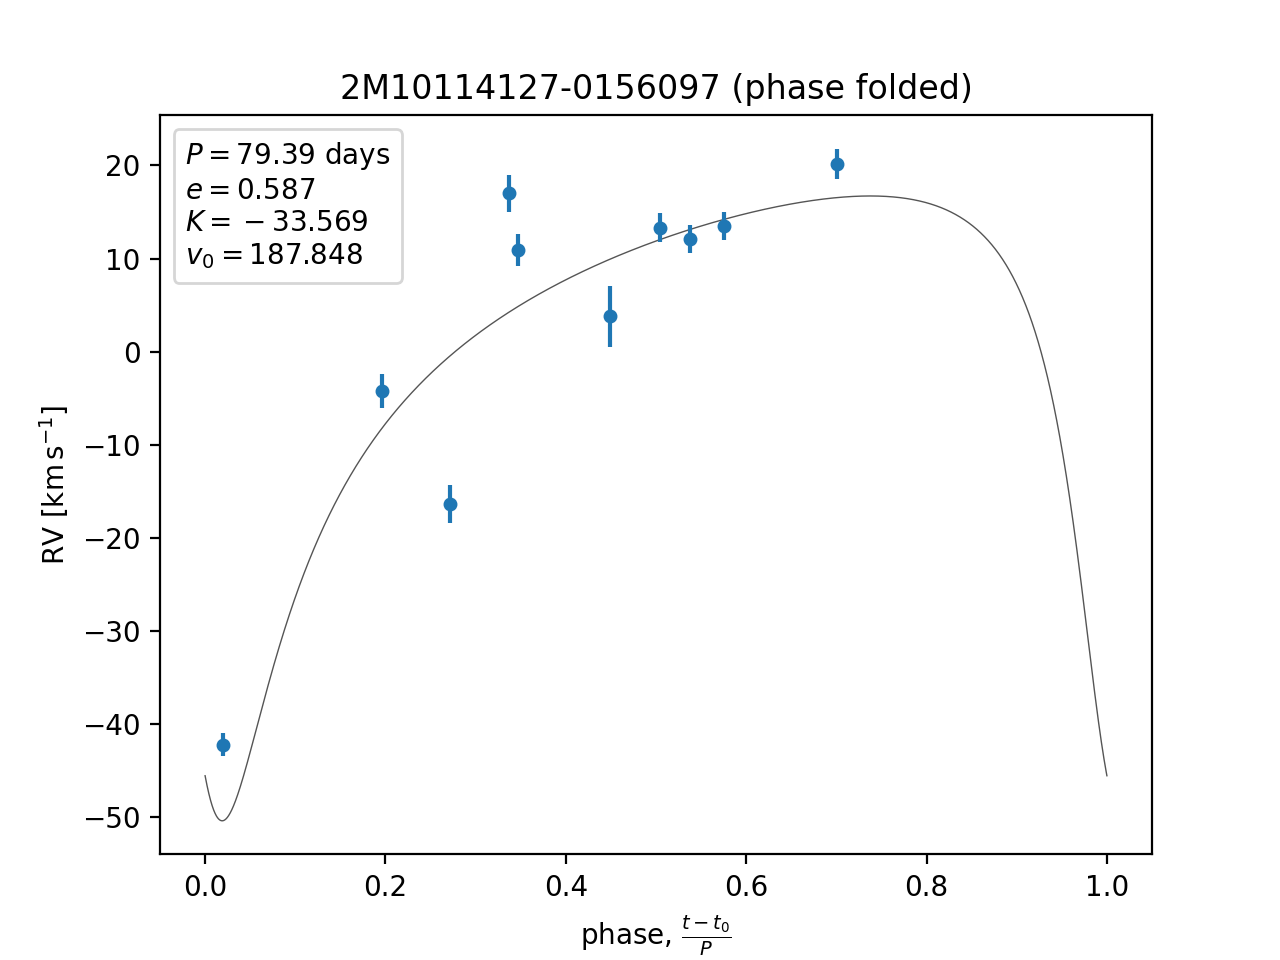 2M10114127-0156097 (phase folded)
P = 79.39 days
e = 0.587
K = −33.569
v₀ = 187.848
20
10
0
−10
−20
−30
−40
−50
RV [km s⁻¹]
0.0 0.2 0.4 0.6 0.8 1.0
phase, (t − t₀)/P